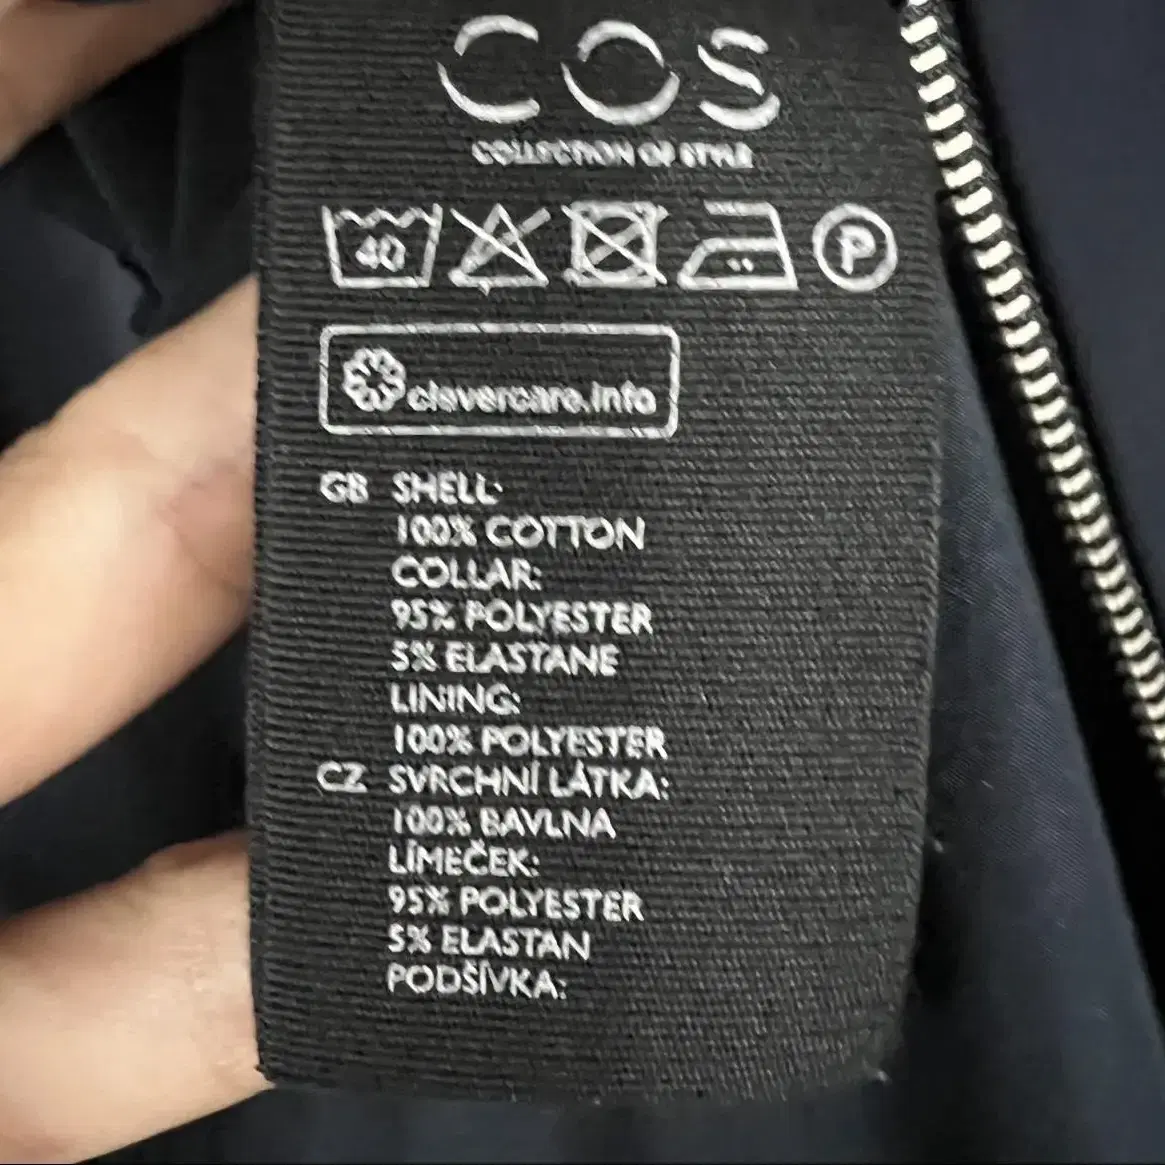 COS
COLLECTION OF STYLE
40 P
clevercare.info
GB SHELL:
100% COTTON
COLLAR:
95% POLYESTER
5% ELASTANE
LINING:
100% POLYESTER
CZ SVRCHNÍ LÁTKA:
100% BAVLNA
LÍMEČEK:
95% POLYESTER
5% ELASTAN
PODŠÍVKA: